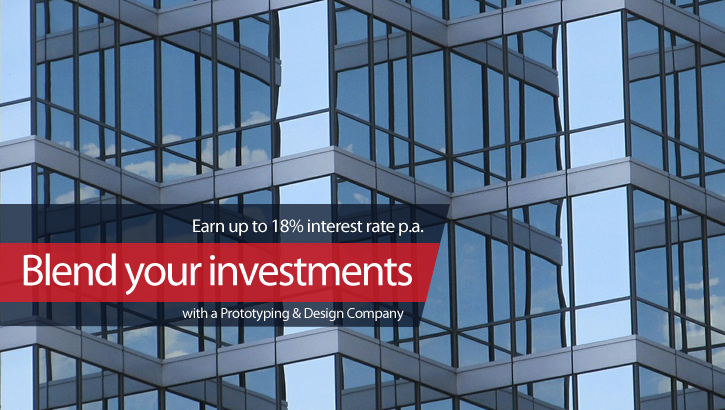 Earn up to 18% interest rate p.a.
Blend your investments
with a Prototyping & Design Company